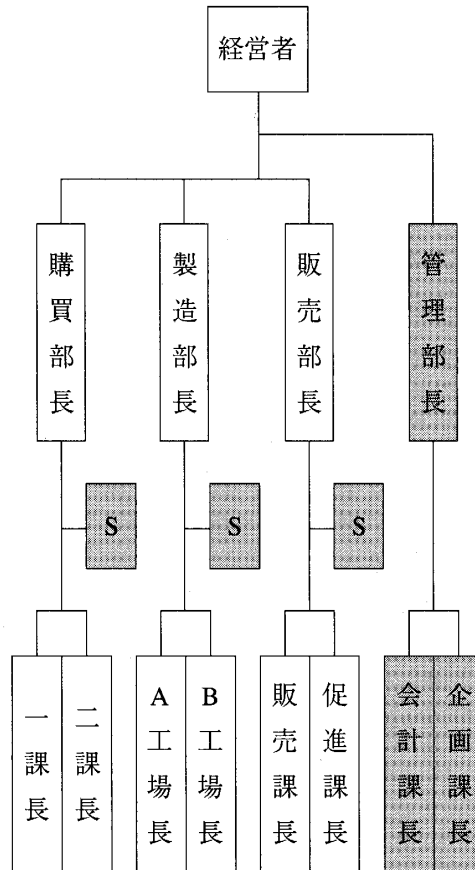 経営者
購買部長
製造部長
販売部長
管理部長
S
S
S
一課長
二課長
A工場長
B工場長
販売課長
促進課長
会計課長
企画課長